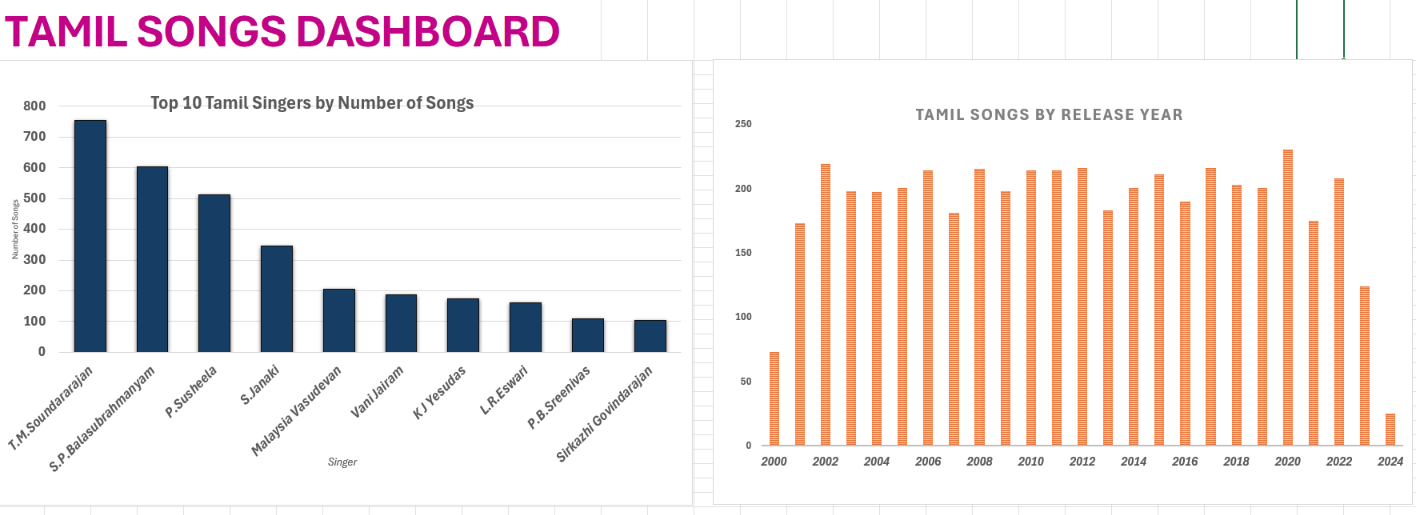 TAMIL SONGS DASHBOARD
Top 10 Tamil Singers by Number of Songs
800
700
600
500
400
300
200
100
0
Number of Songs
T.M.Soundararajan
S.P.Balasubrahmanyam
P.Susheela
S.Janaki
Malaysia Vasudevan
Vani Jairam
K J Yesudas
L.R.Eswari
P.B.Sreenivas
Sirkazhi Govindarajan
Singer
TAMIL SONGS BY RELEASE YEAR
250
200
150
100
50
0
2000 2002 2004 2006 2008 2010 2012 2014 2016 2018 2020 2022 2024